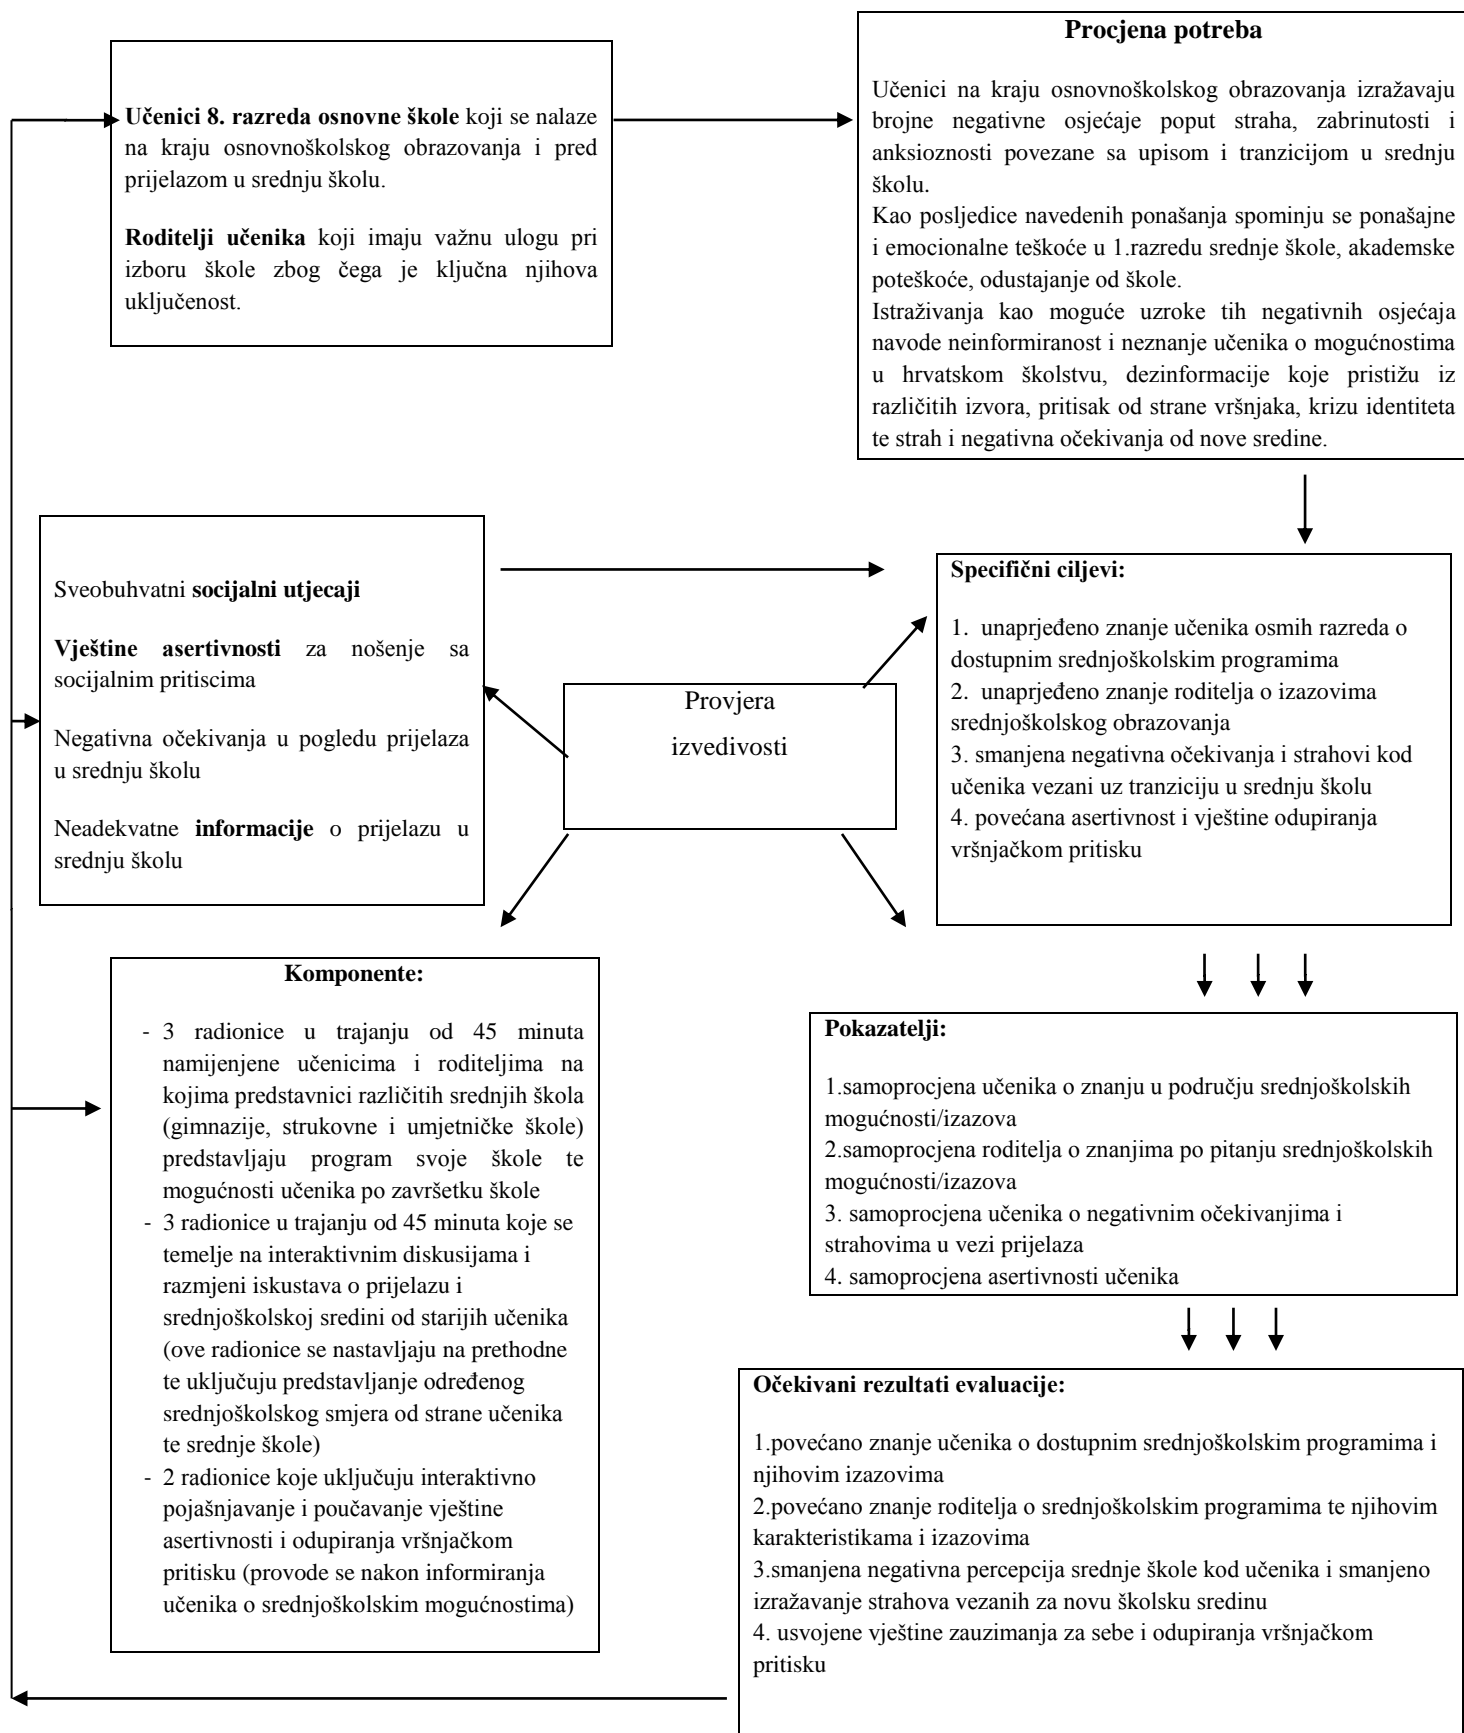 Učenici 8. razreda osnovne škole koji se nalaze
na kraju osnovnoškolskog obrazovanja i pred
prijelazom u srednju školu.
Roditelji učenika koji imaju važnu ulogu pri
izboru škole zbog čega je ključna njihova
uključenost.
Procjena potreba
Učenici na kraju osnovnoškolskog obrazovanja izražavaju
brojne negativne osjećaje poput straha, zabrinutosti i
anksioznosti povezane sa upisom i tranzicijom u srednju
školu.
Kao posljedice navedenih ponašanja spominju se ponašajne
i emocionalne teškoće u 1.razredu srednje škole, akademske
poteškoće, odustajanje od škole.
Istraživanja kao moguće uzroke tih negativnih osjećaja
navode neinformiranost i neznanje učenika o mogućnostima
u hrvatskom školstvu, dezinformacije koje pristižu iz
različitih izvora, pritisak od strane vršnjaka, krizu identiteta
te strah i negativna očekivanja od nove sredine.
Sveobuhvatni socijalni utjecaji
Vještine asertivnosti za nošenje sa
socijalnim pritiscima
Negativna očekivanja u pogledu prijelaza
u srednju školu
Neadekvatne informacije o prijelazu u
srednju školu
Provjera
izvedivosti
Specifični ciljevi:
1. unaprjeđeno znanje učenika osmih razreda o
dostupnim srednjoškolskim programima
2. unaprjeđeno znanje roditelja o izazovima
srednjoškolskog obrazovanja
3. smanjena negativna očekivanja i strahovi kod
učenika vezani uz tranziciju u srednju školu
4. povećana asertivnost i vještine odupiranja
vršnjačkom pritisku
Komponente:
- 3 radionice u trajanju od 45 minuta
namijenjene učenicima i roditeljima na
kojima predstavnici različitih srednjih škola
(gimnazije, strukovne i umjetničke škole)
predstavljaju program svoje škole te
mogućnosti učenika po završetku škole
- 3 radionice u trajanju od 45 minuta koje se
temelje na interaktivnim diskusijama i
razmjeni iskustava o prijelazu i
srednjoškolskoj sredini od starijih učenika
(ove radionice se nastavljaju na prethodne
te uključuju predstavljanje određenog
srednjoškolskog smjera od strane učenika
te srednje škole)
- 2 radionice koje uključuju interaktivno
pojašnjavanje i poučavanje vještine
asertivnosti i odupiranja vršnjačkom
pritisku (provode se nakon informiranja
učenika o srednjoškolskim mogućnostima)
Pokazatelji:
1.samoprocjena učenika o znanju u području srednjoškolskih
mogućnosti/izazova
2.samoprocjena roditelja o znanjima po pitanju srednjoškolskih
mogućnosti/izazova
3. samoprocjena učenika o negativnim očekivanjima i
strahovima u vezi prijelaza
4. samoprocjena asertivnosti učenika
Očekivani rezultati evaluacije:
1.povećano znanje učenika o dostupnim srednjoškolskim programima i
njihovim izazovima
2.povećano znanje roditelja o srednjoškolskim programima te njihovim
karakteristikama i izazovima
3.smanjena negativna percepcija srednje škole kod učenika i smanjeno
izražavanje strahova vezanih za novu školsku sredinu
4. usvojene vještine zauzimanja za sebe i odupiranja vršnjačkom
pritisku